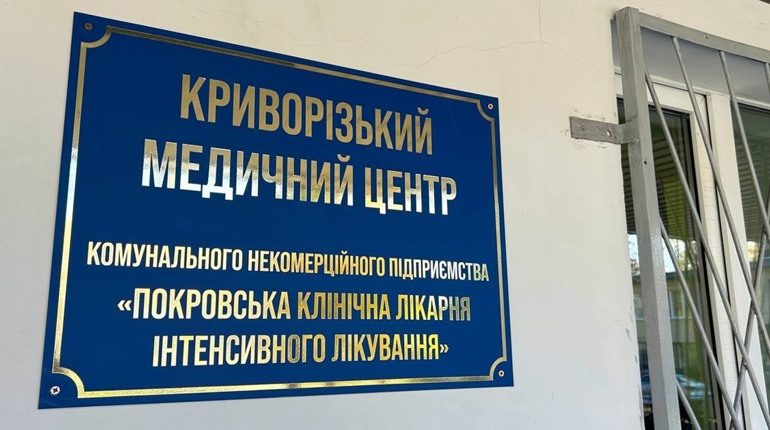 КРИВОРІЗЬКИЙ
МЕДИЧНИЙ ЦЕНТР
КОМУНАЛЬНОГО НЕКОМЕРЦІЙНОГО ПІДПРИЄМСТВА
«ПОКРОВСЬКА КЛІНІЧНА ЛІКАРНЯ
ІНТЕНСИВНОГО ЛІКУВАННЯ»